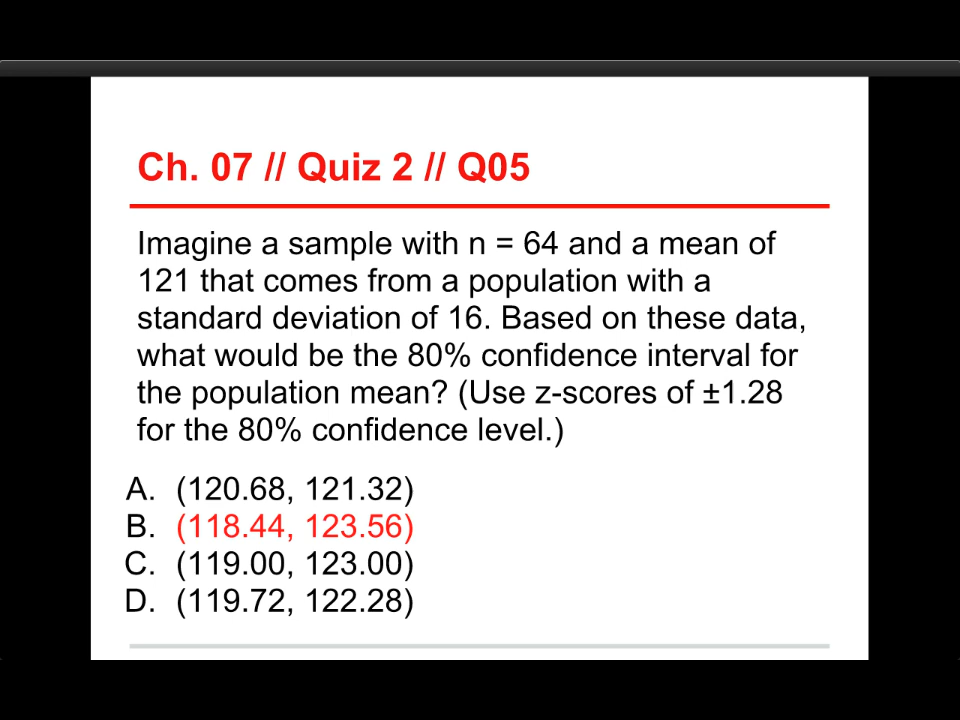 Ch. 07 // Quiz 2 // Q05
Imagine a sample with n = 64 and a mean of
121 that comes from a population with a
standard deviation of 16. Based on these data,
what would be the 80% confidence interval for
the population mean? (Use z-scores of ±1.28
for the 80% confidence level.)
A. (120.68, 121.32)
B. (118.44, 123.56)
C. (119.00, 123.00)
D. (119.72, 122.28)